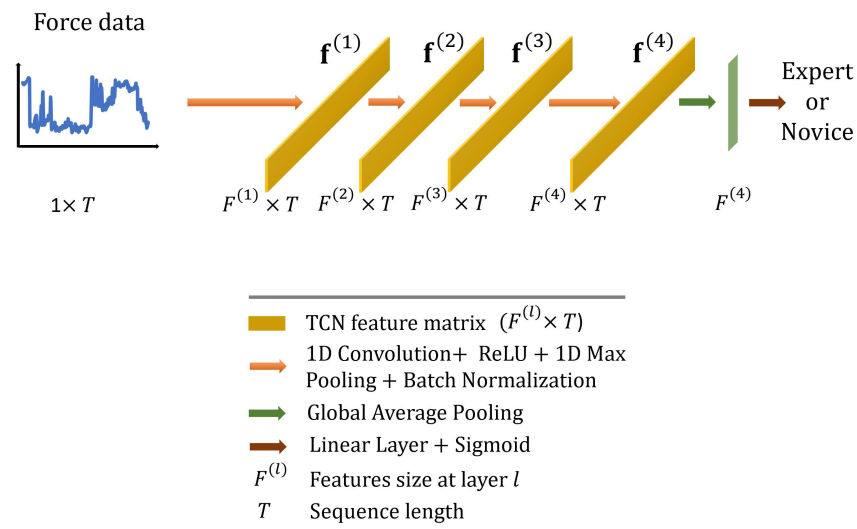 Force data
f^(1) f^(2) f^(3) f^(4)
Expert
or
Novice
1× T
F^(1) × T F^(2) × T F^(3) × T F^(4) × T F^(4)
TCN feature matrix (F^(l)× T)
1D Convolution+ ReLU + 1D Max
Pooling + Batch Normalization
Global Average Pooling
Linear Layer + Sigmoid
F^(l) Features size at layer l
T Sequence length